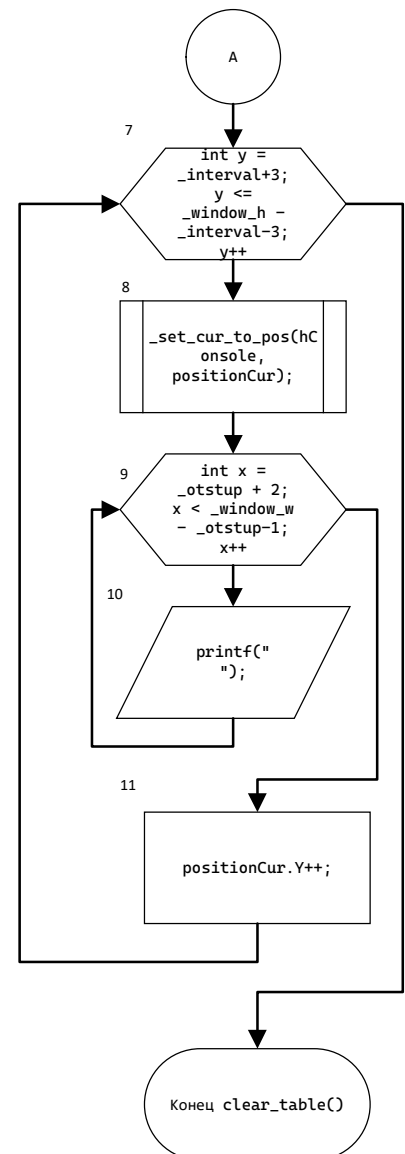 A
7
int y =
_interval+3;
y <=
_window_h -
_interval-3;
y++
8
_set_cur_to_pos(hC
onsole,
positionCur);
9
int x =
_otstup + 2;
x < _window_w
- _otstup-1;
x++
10
printf("
");
11
positionCur.Y++;
Конец clear_table()